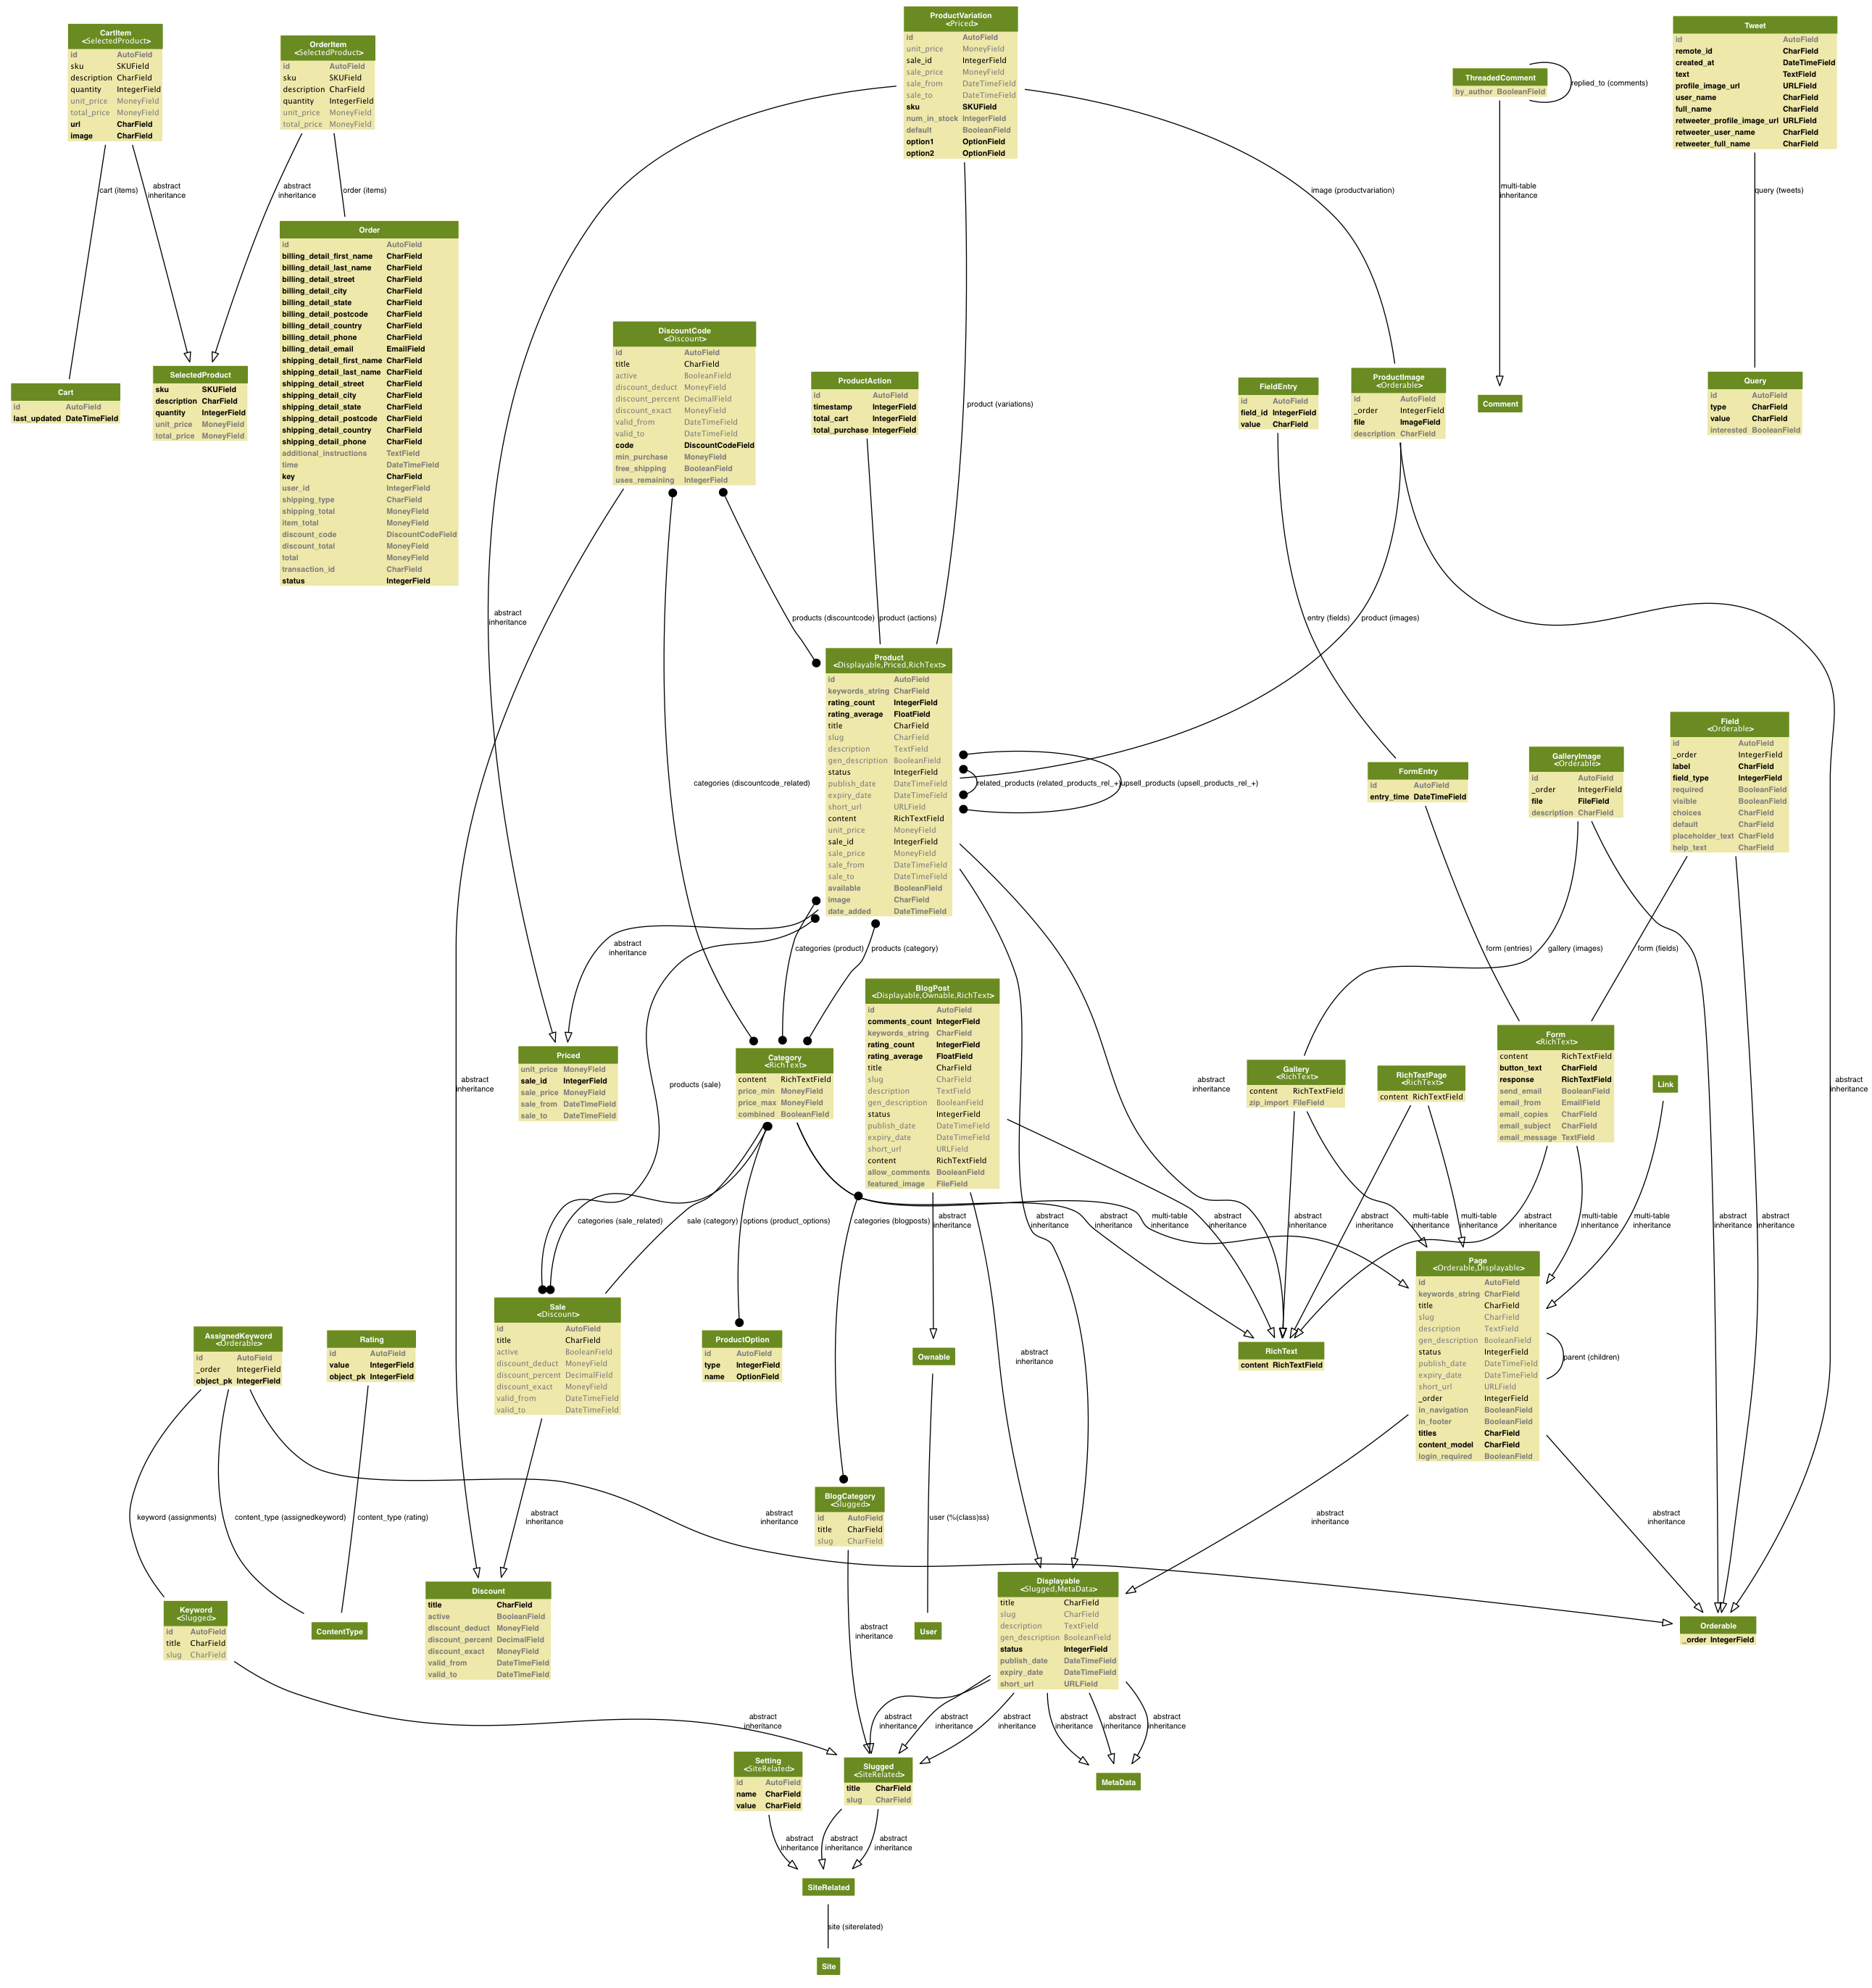 CartItem
<SelectedProduct>
id AutoField
sku SKUField
description CharField
quantity IntegerField
unit_price MoneyField
total_price MoneyField
url CharField
image CharField
OrderItem
<SelectedProduct>
id AutoField
sku SKUField
description CharField
quantity IntegerField
unit_price MoneyField
total_price MoneyField
ProductVariation
<Priced>
id AutoField
unit_price MoneyField
sale_id IntegerField
sale_price MoneyField
sale_from DateTimeField
sale_to DateTimeField
sku SKUField
num_in_stock IntegerField
default BooleanField
option1 OptionField
option2 OptionField
ThreadedComment
by_author BooleanField
replied_to (comments)
Tweet
id AutoField
remote_id CharField
created_at DateTimeField
text TextField
profile_image_url URLField
user_name CharField
full_name CharField
retweeter_profile_image_url URLField
retweeter_user_name CharField
retweeter_full_name CharField
cart (items)
abstract
inheritance
abstract
inheritance
order (items)
image (productvariation)
multi-table
inheritance
query (tweets)
Order
id AutoField
billing_detail_first_name CharField
billing_detail_last_name CharField
billing_detail_street CharField
billing_detail_city CharField
billing_detail_state CharField
billing_detail_postcode CharField
billing_detail_country CharField
billing_detail_phone CharField
billing_detail_email EmailField
shipping_detail_first_name CharField
shipping_detail_last_name CharField
shipping_detail_street CharField
shipping_detail_city CharField
shipping_detail_state CharField
shipping_detail_postcode CharField
shipping_detail_country CharField
shipping_detail_phone CharField
additional_instructions TextField
time DateTimeField
key CharField
user_id IntegerField
shipping_type CharField
shipping_total MoneyField
item_total MoneyField
discount_code DiscountCodeField
discount_total MoneyField
total MoneyField
transaction_id CharField
status IntegerField
Cart
id AutoField
last_updated DateTimeField
SelectedProduct
sku SKUField
description CharField
quantity IntegerField
unit_price MoneyField
total_price MoneyField
DiscountCode
<Discount>
id AutoField
title CharField
active BooleanField
discount_deduct MoneyField
discount_percent DecimalField
discount_exact MoneyField
valid_from DateTimeField
valid_to DateTimeField
code DiscountCodeField
min_purchase MoneyField
free_shipping BooleanField
uses_remaining IntegerField
ProductAction
id AutoField
timestamp IntegerField
total_cart IntegerField
total_purchase IntegerField
product (variations)
FieldEntry
id AutoField
field_id IntegerField
value CharField
ProductImage
<Orderable>
id AutoField
_order IntegerField
file ImageField
description CharField
Comment
Query
id AutoField
type CharField
value CharField
interested BooleanField
abstract
inheritance
products (discountcode)
product (actions)
entry (fields)
product (images)
Product
<Displayable,Priced,RichText>
id AutoField
keywords_string CharField
rating_count IntegerField
rating_average FloatField
title CharField
slug CharField
description TextField
gen_description BooleanField
status IntegerField
publish_date DateTimeField
expiry_date DateTimeField
short_url URLField
content RichTextField
unit_price MoneyField
sale_id IntegerField
sale_price MoneyField
sale_from DateTimeField
sale_to DateTimeField
available BooleanField
image CharField
date_added DateTimeField
categories (discountcode_related)
related_products (related_products_rel_+)
upsell_products (upsell_products_rel_+)
FormEntry
id AutoField
entry_time DateTimeField
GalleryImage
<Orderable>
id AutoField
_order IntegerField
file FileField
description CharField
Field
<Orderable>
id AutoField
_order IntegerField
label CharField
field_type IntegerField
required BooleanField
visible BooleanField
choices CharField
default CharField
placeholder_text CharField
help_text CharField
abstract
inheritance
categories (product)
products (category)
form (entries)
gallery (images)
form (fields)
BlogPost
<Displayable,Ownable,RichText>
id AutoField
comments_count IntegerField
keywords_string CharField
rating_count IntegerField
rating_average FloatField
title CharField
slug CharField
description TextField
gen_description BooleanField
status IntegerField
publish_date DateTimeField
expiry_date DateTimeField
short_url URLField
content RichTextField
allow_comments BooleanField
featured_image FileField
Priced
unit_price MoneyField
sale_id IntegerField
sale_price MoneyField
sale_from DateTimeField
sale_to DateTimeField
Category
<RichText>
content RichTextField
price_min MoneyField
price_max MoneyField
combined BooleanField
abstract
inheritance
products (sale)
abstract
inheritance
Gallery
<RichText>
content RichTextField
zip_import FileField
RichTextPage
<RichText>
content RichTextField
Form
<RichText>
content RichTextField
button_text CharField
response RichTextField
send_email BooleanField
email_from EmailField
email_copies CharField
email_subject CharField
email_message TextField
Link
abstract
inheritance
categories (sale_related)
sale (category)
options (product_options)
categories (blogposts)
abstract
inheritance
abstract
inheritance
abstract
inheritance
multi-table
inheritance
abstract
inheritance
abstract
inheritance
abstract
inheritance
multi-table
inheritance
multi-table
inheritance
abstract
inheritance
multi-table
inheritance
multi-table
inheritance
abstract
inheritance
abstract
inheritance
Page
<Orderable,Displayable>
id AutoField
keywords_string CharField
title CharField
slug CharField
description TextField
gen_description BooleanField
status IntegerField
publish_date DateTimeField
expiry_date DateTimeField
short_url URLField
_order IntegerField
in_navigation BooleanField
in_footer BooleanField
titles CharField
content_model CharField
login_required BooleanField
parent (children)
AssignedKeyword
<Orderable>
id AutoField
_order IntegerField
object_pk IntegerField
Rating
id AutoField
value IntegerField
object_pk IntegerField
Sale
<Discount>
id AutoField
title CharField
active BooleanField
discount_deduct MoneyField
discount_percent DecimalField
discount_exact MoneyField
valid_from DateTimeField
valid_to DateTimeField
ProductOption
id AutoField
type IntegerField
name OptionField
Ownable
abstract
inheritance
RichText
content RichTextField
keyword (assignments)
content_type (assignedkeyword)
content_type (rating)
abstract
inheritance
abstract
inheritance
BlogCategory
<Slugged>
id AutoField
title CharField
slug CharField
user (%(class)ss)
abstract
inheritance
abstract
inheritance
Keyword
<Slugged>
id AutoField
title CharField
slug CharField
ContentType
Discount
title CharField
active BooleanField
discount_deduct MoneyField
discount_percent DecimalField
discount_exact MoneyField
valid_from DateTimeField
valid_to DateTimeField
abstract
inheritance
User
Displayable
<Slugged,MetaData>
title CharField
slug CharField
description TextField
gen_description BooleanField
status IntegerField
publish_date DateTimeField
expiry_date DateTimeField
short_url URLField
Orderable
_order IntegerField
abstract
inheritance
abstract
inheritance
abstract
inheritance
abstract
inheritance
abstract
inheritance
abstract
inheritance
abstract
inheritance
Setting
<SiteRelated>
id AutoField
name CharField
value CharField
Slugged
<SiteRelated>
title CharField
slug CharField
MetaData
abstract
inheritance
abstract
inheritance
abstract
inheritance
SiteRelated
site (siterelated)
Site